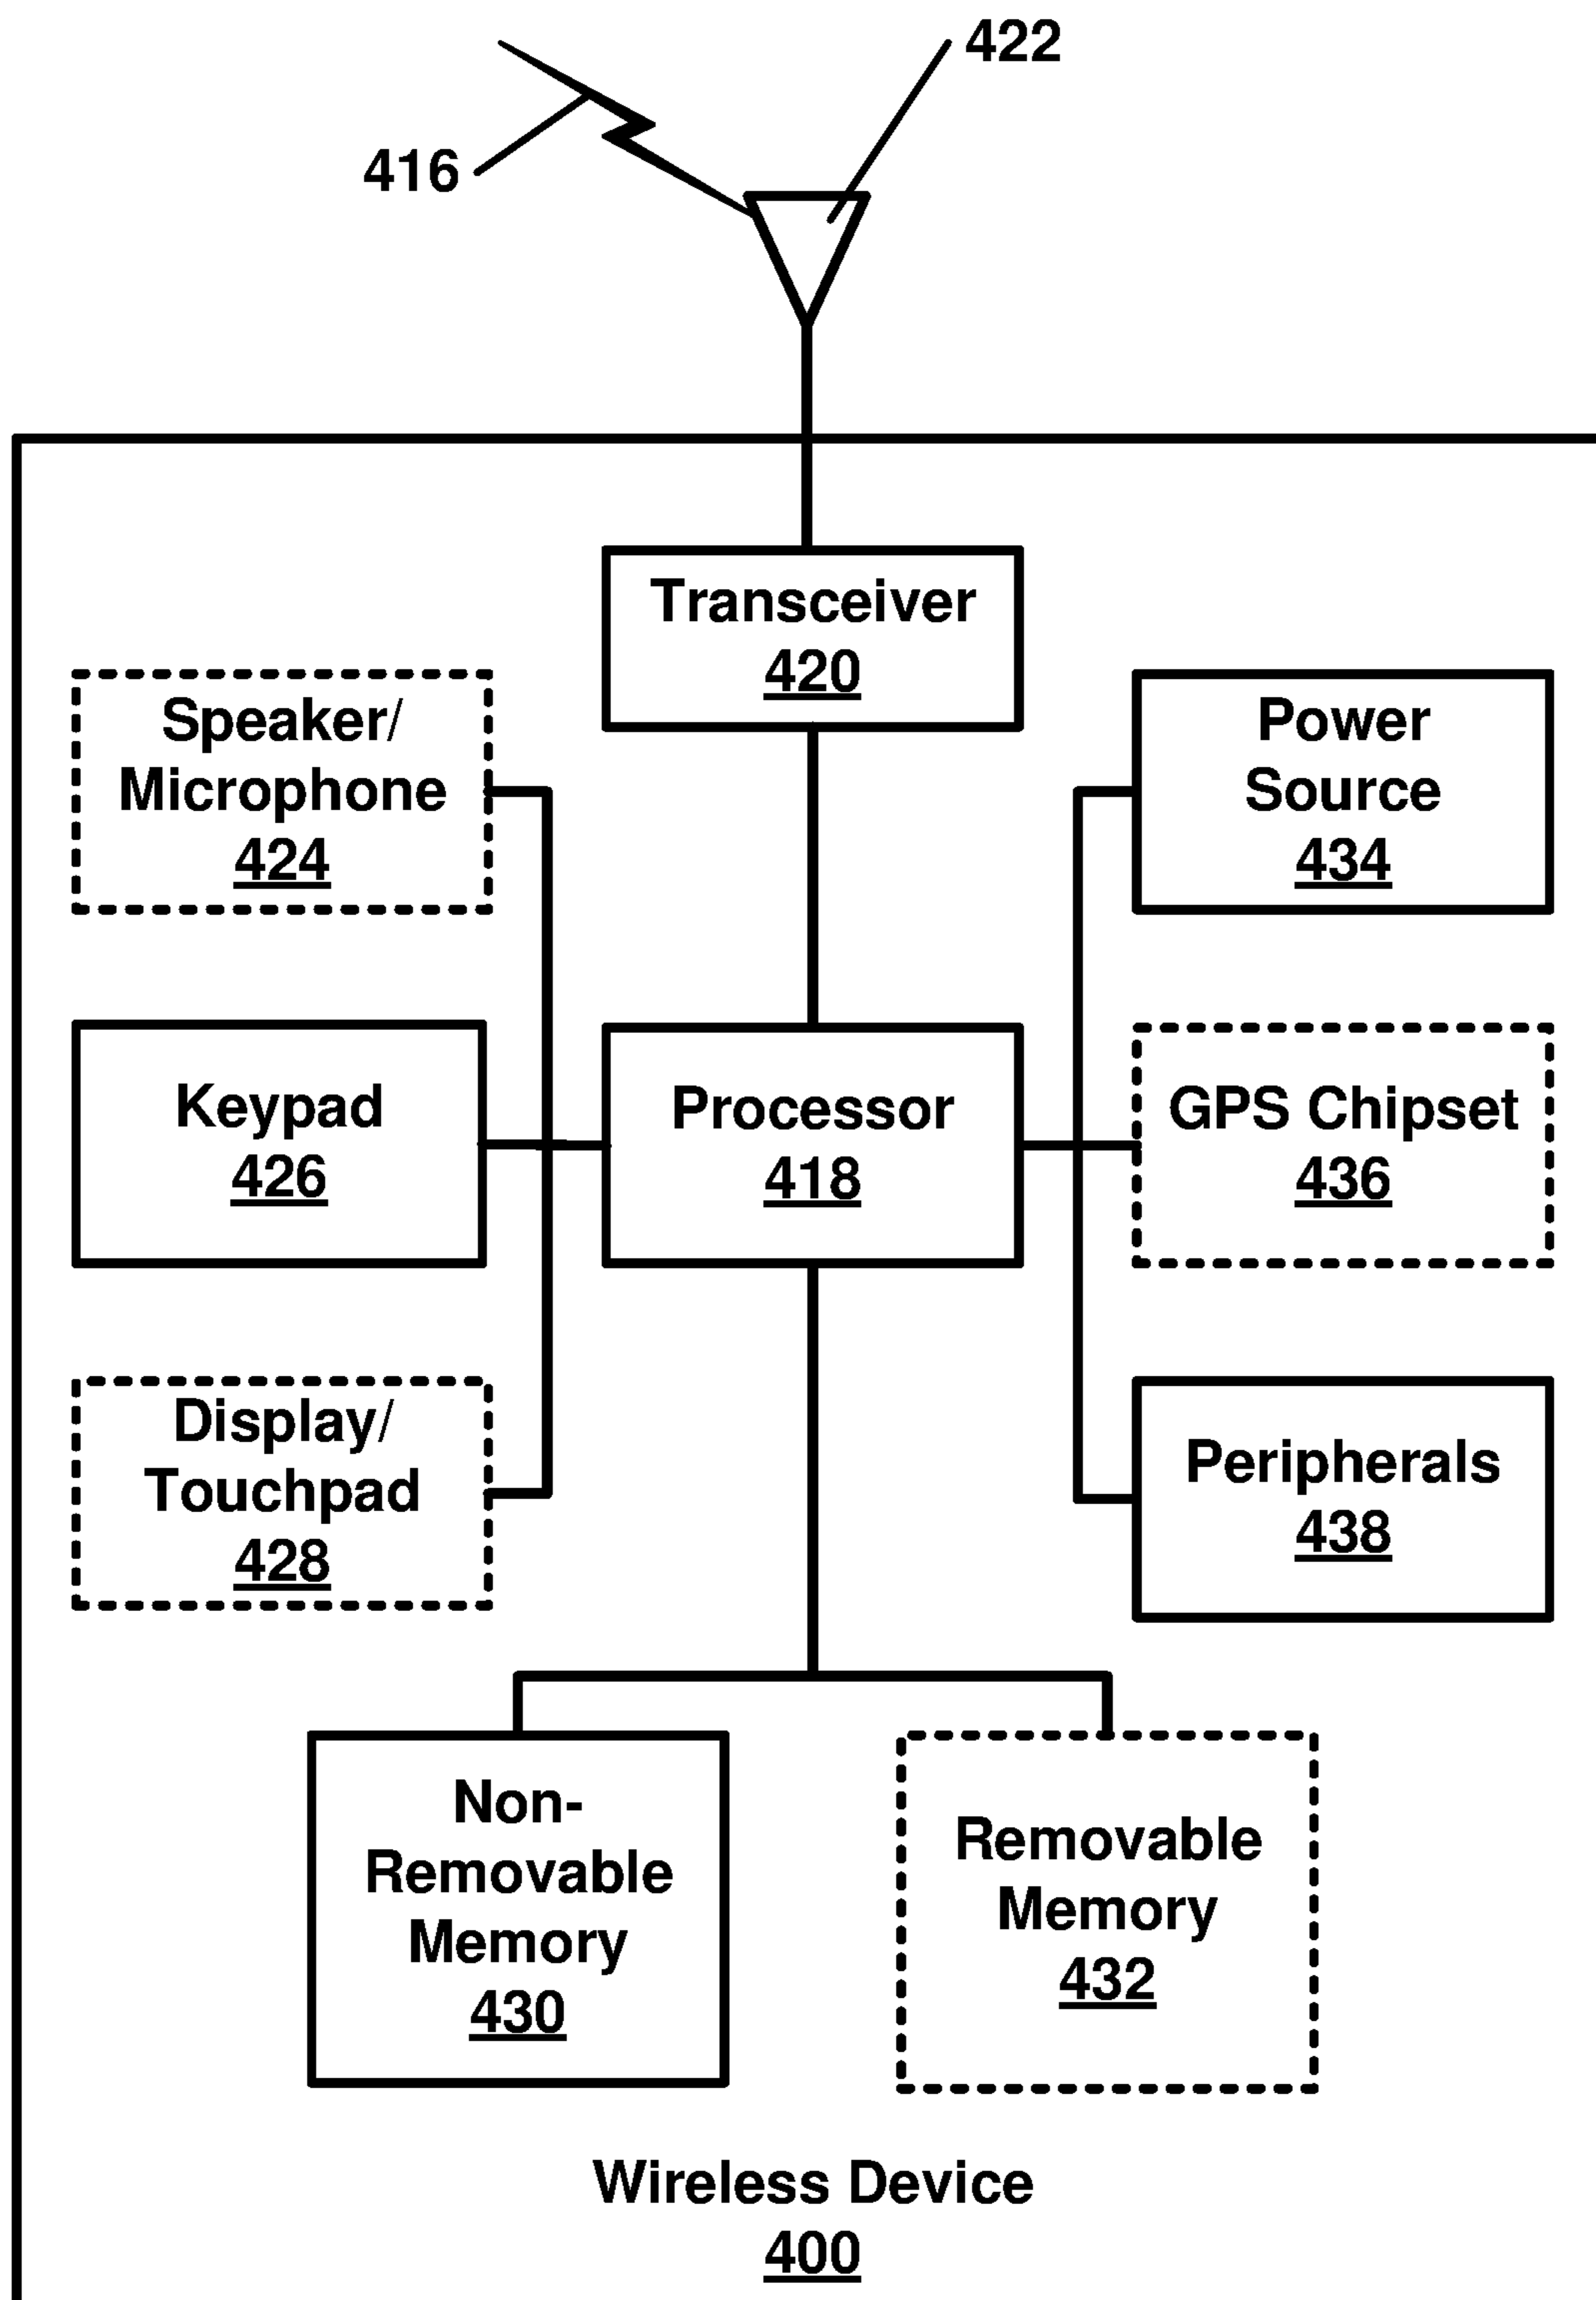 422
416
Transceiver
420
Speaker/
Microphone
424
Power
Source
434
Keypad
426
Processor
418
GPS Chipset
436
Display/
Touchpad
428
Peripherals
438
Non-
Removable
Memory
430
Removable
Memory
432
Wireless Device
400